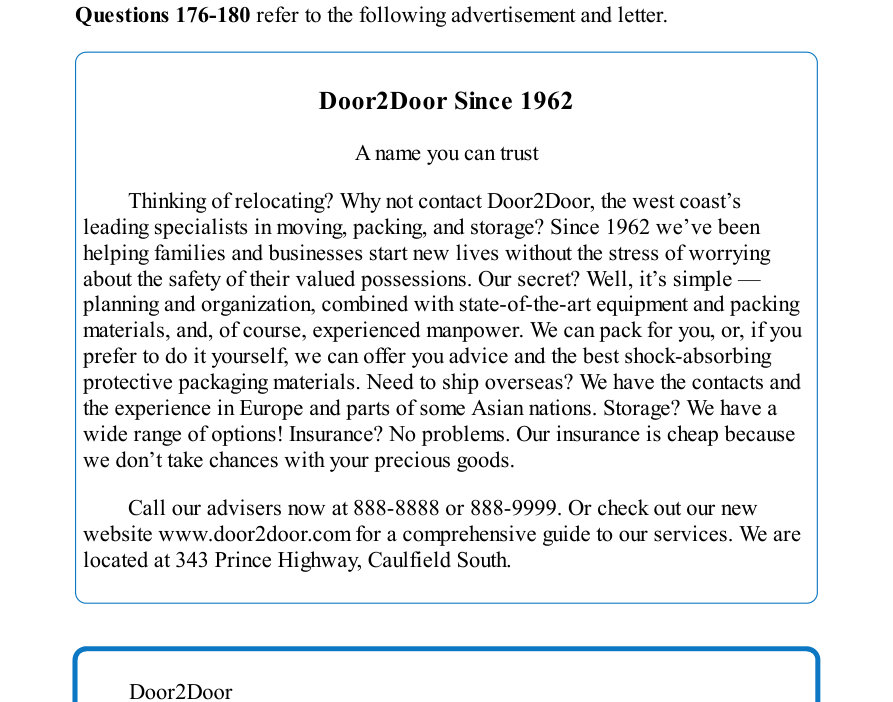 Questions 176-180 refer to the following advertisement and letter.
Door2Door Since 1962
A name you can trust
Thinking of relocating? Why not contact Door2Door, the west coast’s
leading specialists in moving, packing, and storage? Since 1962 we’ve been
helping families and businesses start new lives without the stress of worrying
about the safety of their valued possessions. Our secret? Well, it’s simple —
planning and organization, combined with state-of-the-art equipment and packing
materials, and, of course, experienced manpower. We can pack for you, or, if you
prefer to do it yourself, we can offer you advice and the best shock-absorbing
protective packaging materials. Need to ship overseas? We have the contacts and
the experience in Europe and parts of some Asian nations. Storage? We have a
wide range of options! Insurance? No problems. Our insurance is cheap because
we don’t take chances with your precious goods.
Call our advisers now at 888-8888 or 888-9999. Or check out our new
website www.door2door.com for a comprehensive guide to our services. We are
located at 343 Prince Highway, Caulfield South.
Door2Door